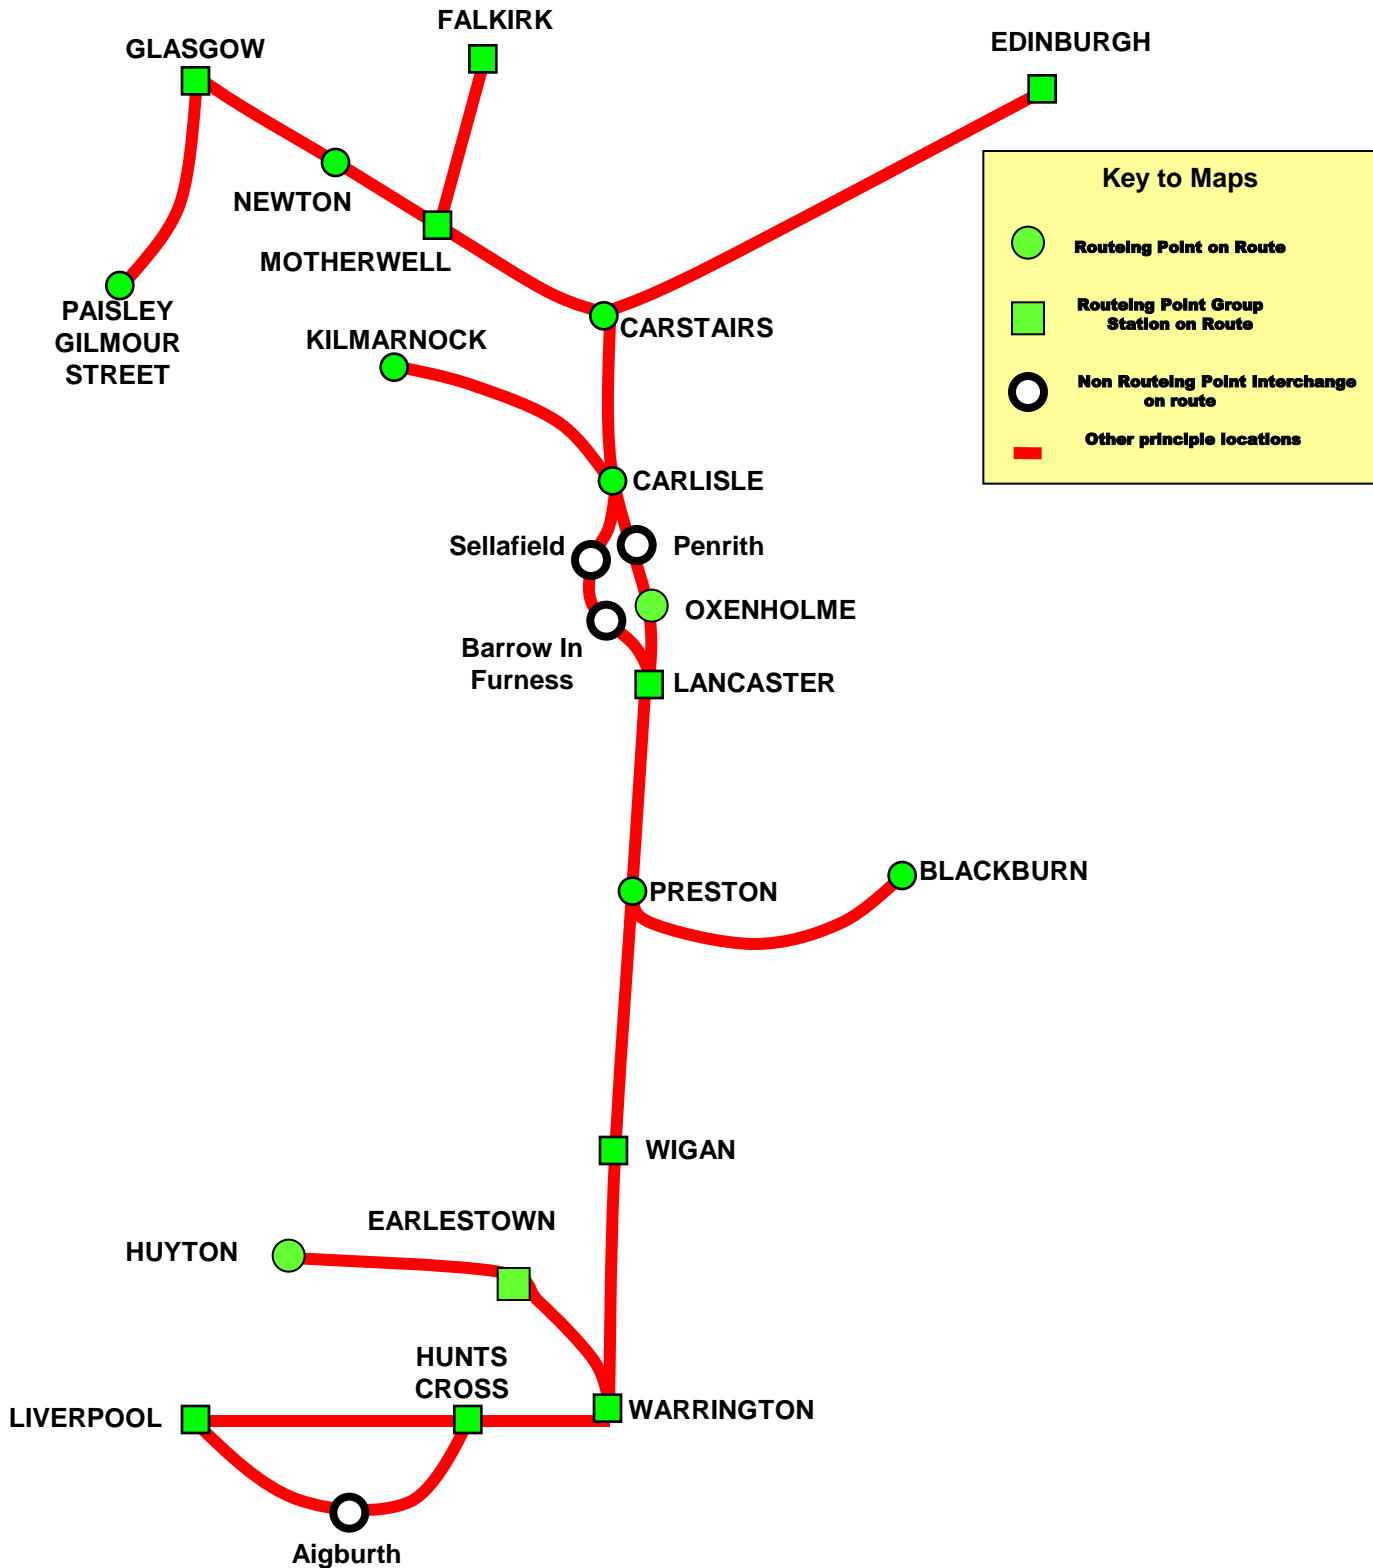 FALKIRK
GLASGOW
EDINBURGH
Key to Maps
Routeing Point on Route
Routeing Point Group
Station on Route
Non Routeing Point Interchange
on route
Other principle locations
NEWTON
MOTHERWELL
PAISLEY
GILMOUR
STREET
KILMARNOCK
CARSTAIRS
CARLISLE
Sellafield
Penrith
OXENHOLME
Barrow In
Furness
LANCASTER
PRESTON
BLACKBURN
WIGAN
EARLESTOWN
HUYTON
HUNTS
CROSS
LIVERPOOL
WARRINGTON
Aigburth